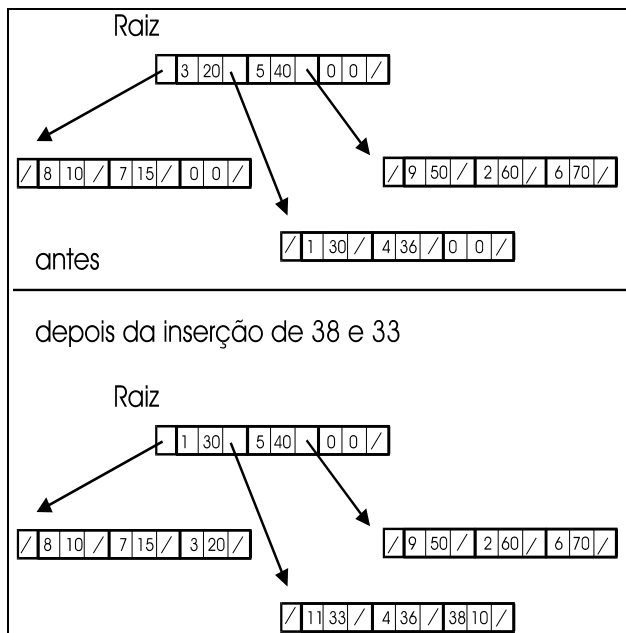 Raiz
3 20 5 40 0 0 /
/ 8 10 / 7 15 / 0 0 /
/ 9 50 / 2 60 / 6 70 /
/ 1 30 / 4 36 / 0 0 /
antes
depois da inserção de 38 e 33
Raiz
1 30 5 40 0 0 /
/ 8 10 / 7 15 / 3 20 /
/ 9 50 / 2 60 / 6 70 /
/ 11 33 / 4 36 / 38 10 /